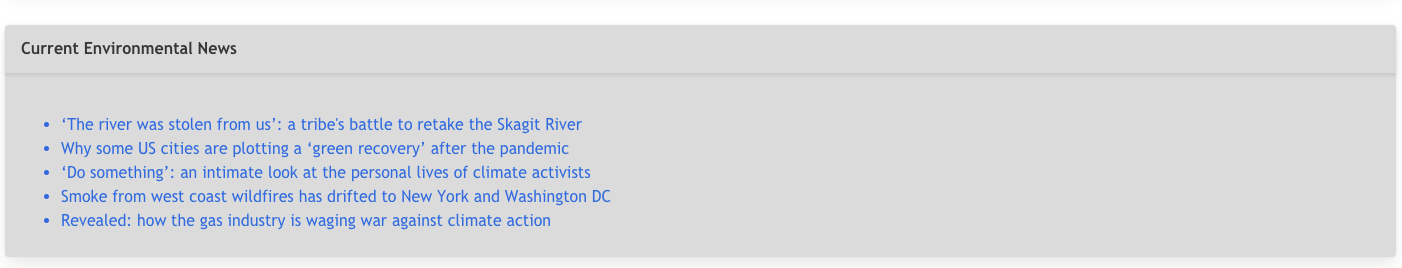 Current Environmental News
‘The river was stolen from us’: a tribe's battle to retake the Skagit River
Why some US cities are plotting a ‘green recovery’ after the pandemic
‘Do something’: an intimate look at the personal lives of climate activists
Smoke from west coast wildfires has drifted to New York and Washington DC
Revealed: how the gas industry is waging war against climate action